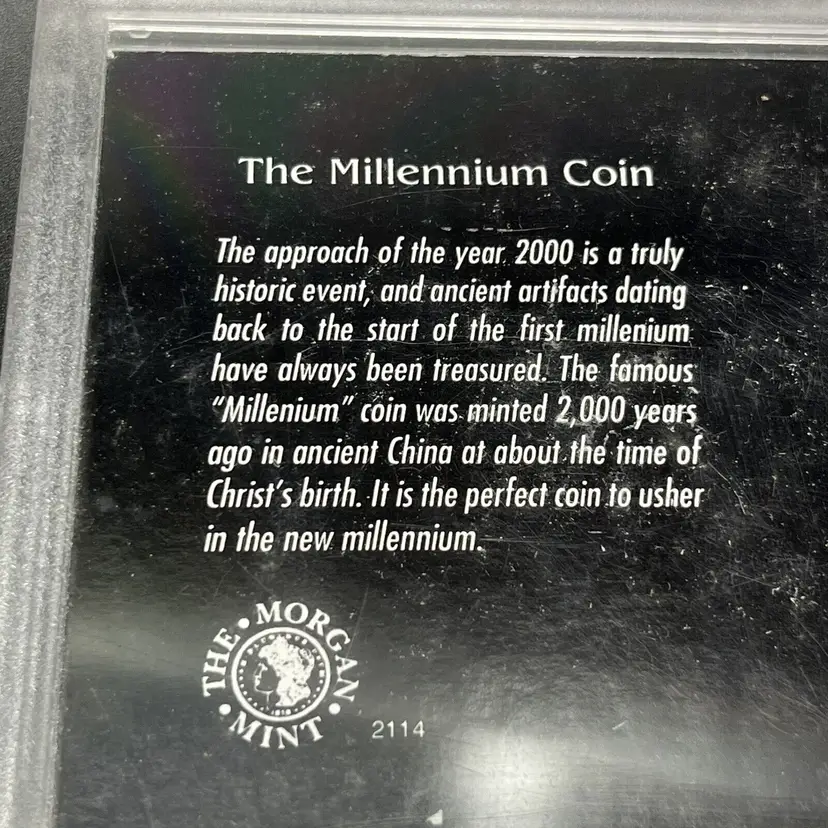 The Millennium Coin
The approach of the year 2000 is a truly
historic event, and ancient artifacts dating
back to the start of the first millenium
have always been treasured. The famous
“Millenium” coin was minted 2,000 years
ago in ancient China at about the time of
Christ's birth. It is the perfect coin to usher
in the new millennium.
THE • MORGAN • MINT •
2114